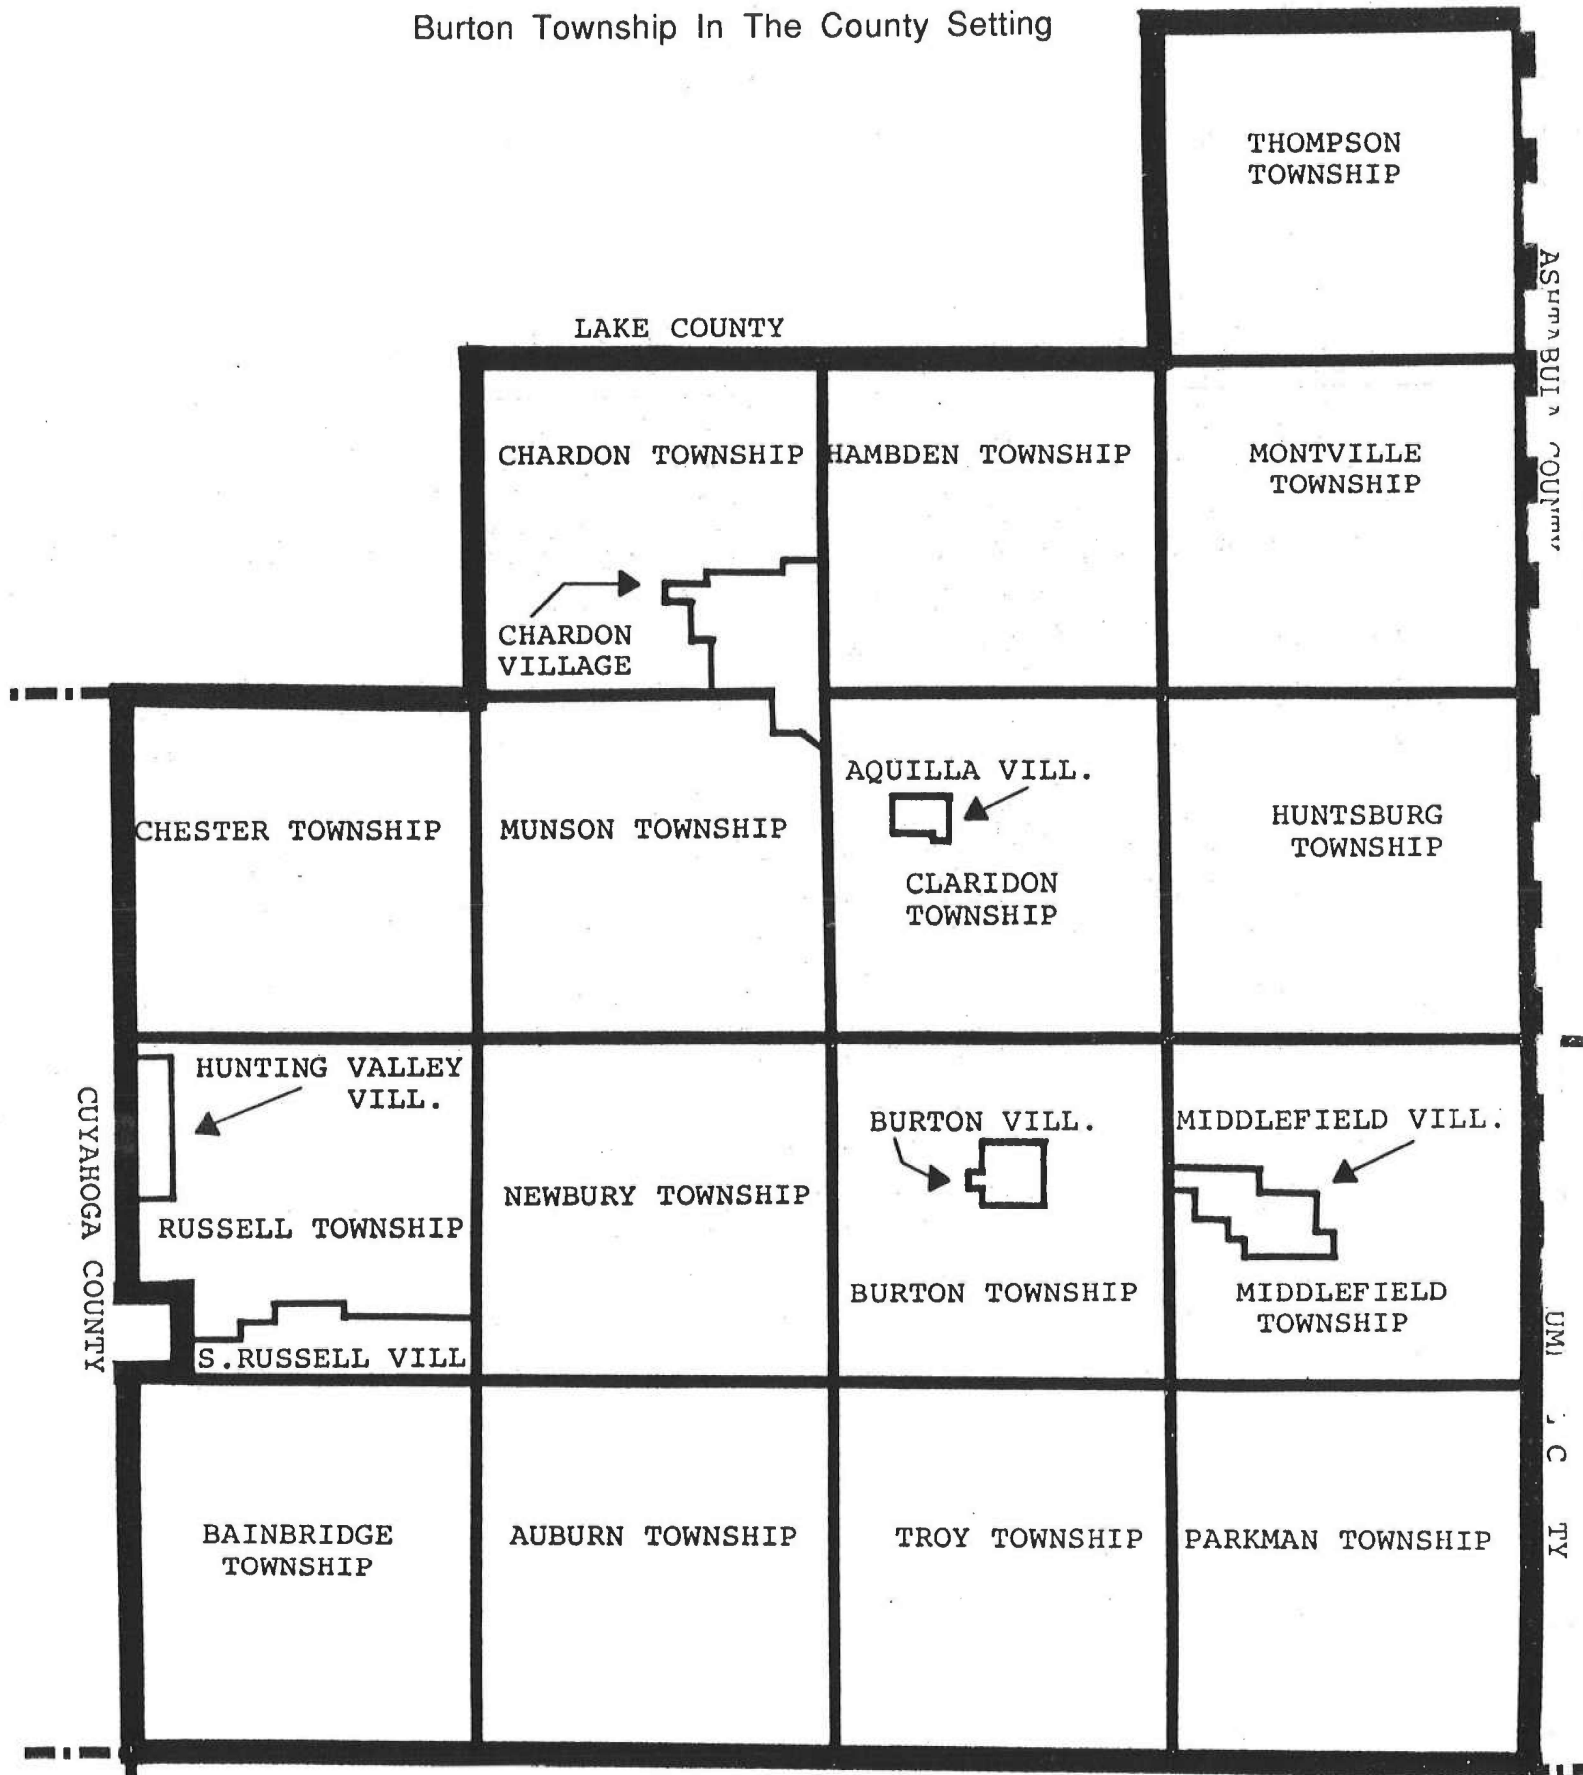 Burton Township In The County Setting
THOMPSON
TOWNSHIP
LAKE COUNTY
CHARDON TOWNSHIP
HAMBDEN TOWNSHIP
MONTVILLE
TOWNSHIP
COUNTY
CHARDON
VILLAGE
AQUILLA VILL.
CHESTER TOWNSHIP
MUNSON TOWNSHIP
CLARIDON
TOWNSHIP
HUNTSBURG
TOWNSHIP
HUNTING VALLEY
VILL.
CUYAHOGA COUNTY
RUSSELL TOWNSHIP
S.RUSSELL VILL
NEWBURY TOWNSHIP
BURTON VILL.
BURTON TOWNSHIP
MIDDLEFIELD VILL.
MIDDLEFIELD
TOWNSHIP
BAINBRIDGE
TOWNSHIP
AUBURN TOWNSHIP
TROY TOWNSHIP
PARKMAN TOWNSHIP